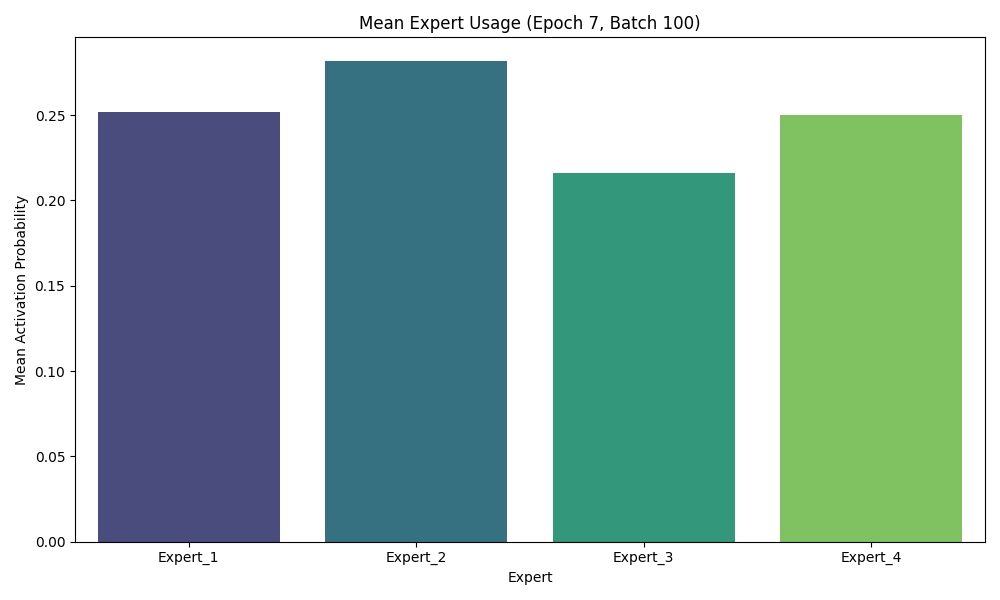 Mean Expert Usage (Epoch 7, Batch 100)
Mean Activation Probability
0.25
0.20
0.15
0.10
0.05
0.00
Expert_1 Expert_2 Expert_3 Expert_4
Expert